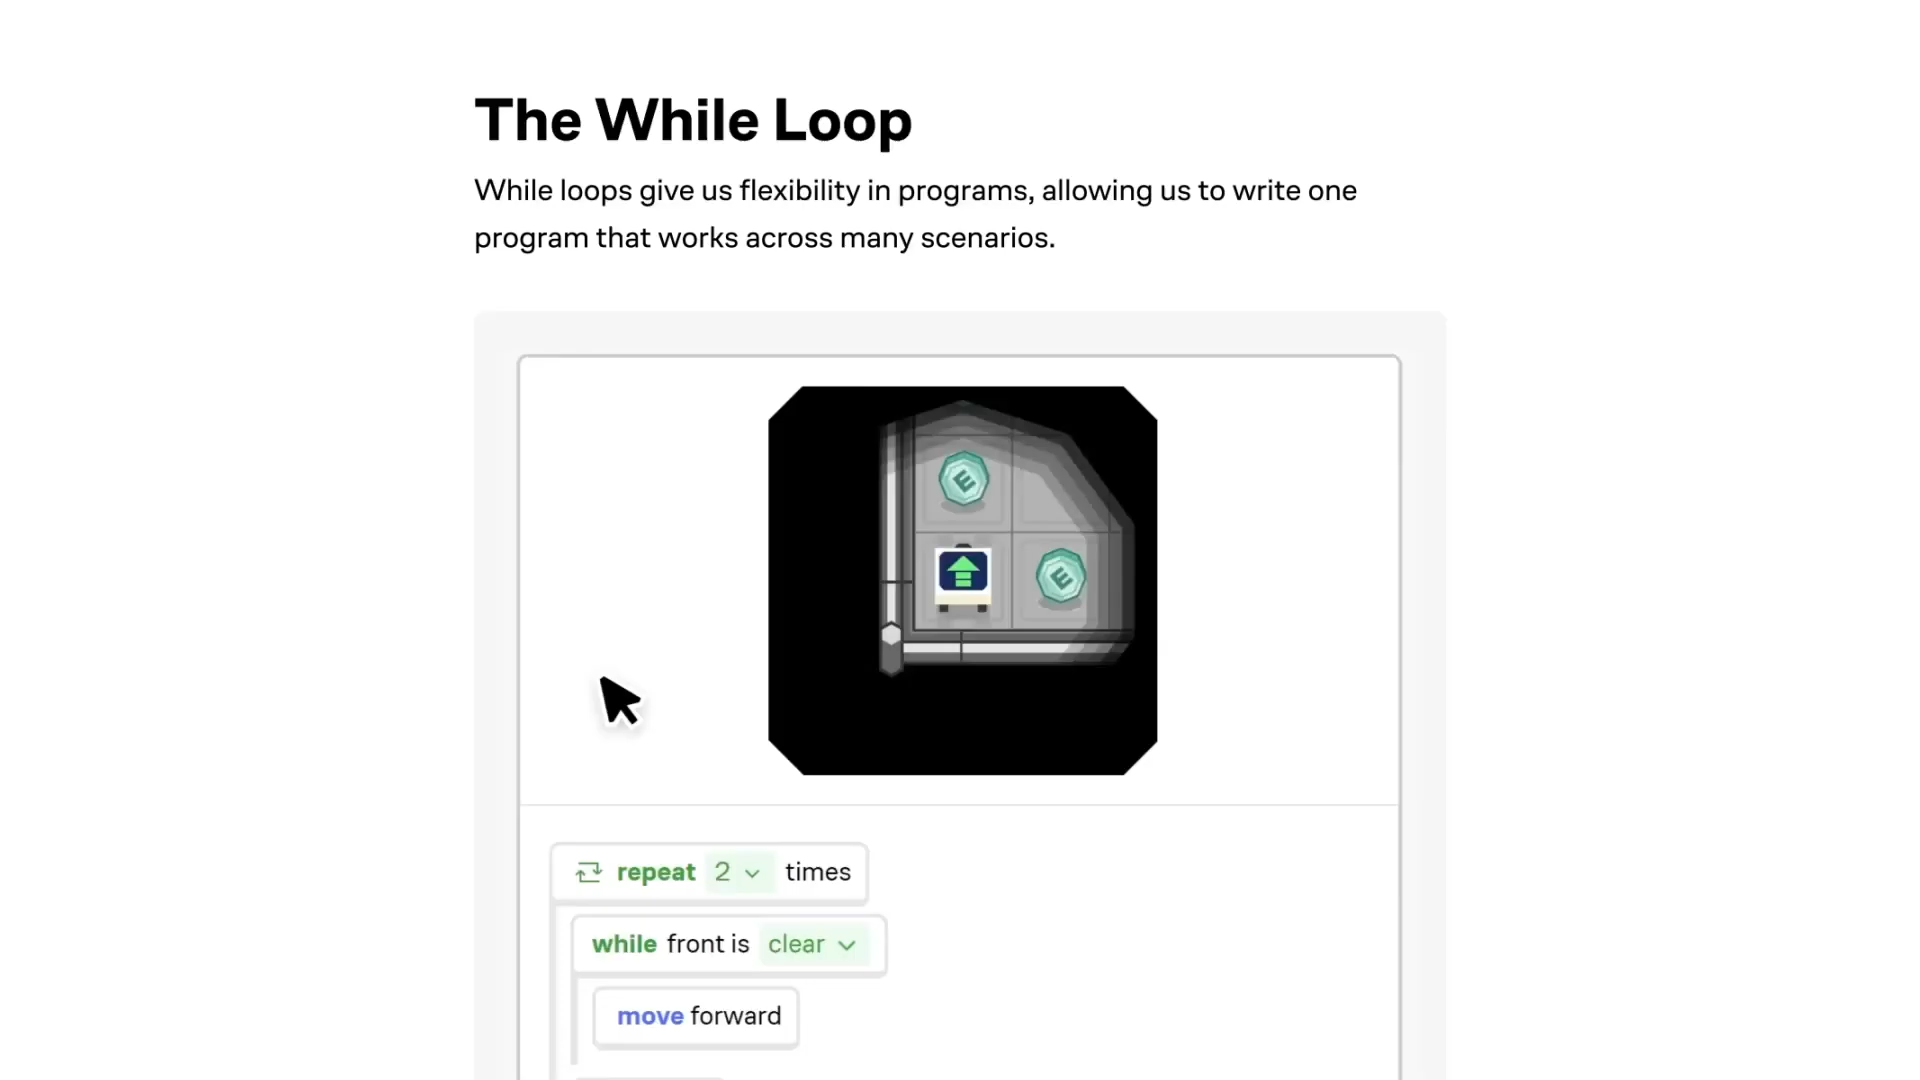 The While Loop
While loops give us flexibility in programs, allowing us to write one
program that works across many scenarios.
E
E
repeat 2 times
while front is clear
move forward